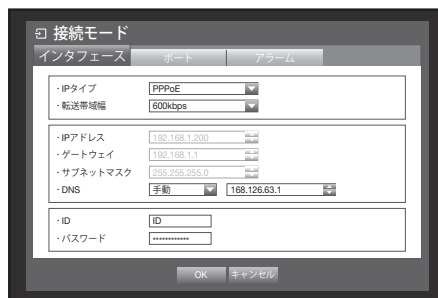 接続モード
インタフェース ポート アラーム
・IPタイプ PPPoE
・転送帯域幅 600kbps
・IPアドレス 192.168.1.200
・ゲートウェイ 192.168.1.1
・サブネットマスク 255.255.255.0
・DNS 手動 168.126.63.1
・ID ID
・パスワード ************
OK キャンセル